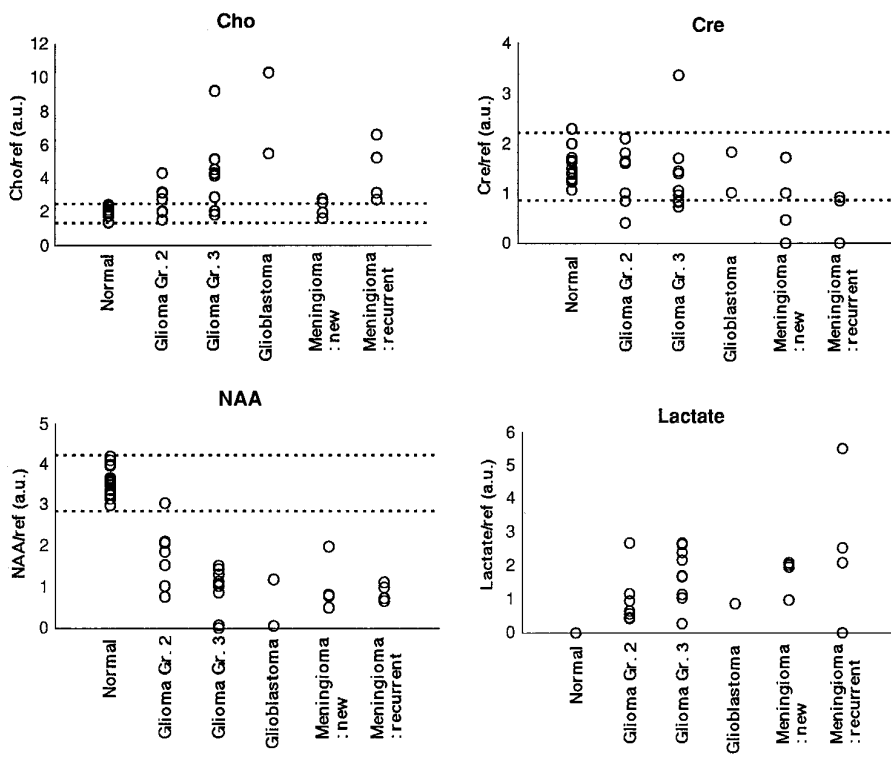 Cho
12
10
8
6
4
2
0
Cho/ref (a.u.)
Normal
Glioma Gr. 2
Glioma Gr. 3
Glioblastoma
Meningioma
: new
Meningioma
: recurrent
Cre
4
3
2
1
0
Cre/ref (a.u.)
Normal
Glioma Gr. 2
Glioma Gr. 3
Glioblastoma
Meningioma
: new
Meningioma
: recurrent
NAA
5
4
3
2
1
0
NAA/ref (a.u.)
Normal
Glioma Gr. 2
Glioma Gr. 3
Glioblastoma
Meningioma
: new
Meningioma
: recurrent
Lactate
6
5
4
3
2
1
0
Lactate/ref (a.u.)
Normal
Glioma Gr. 2
Glioma Gr. 3
Glioblastoma
Meningioma
: new
Meningioma
: recurrent